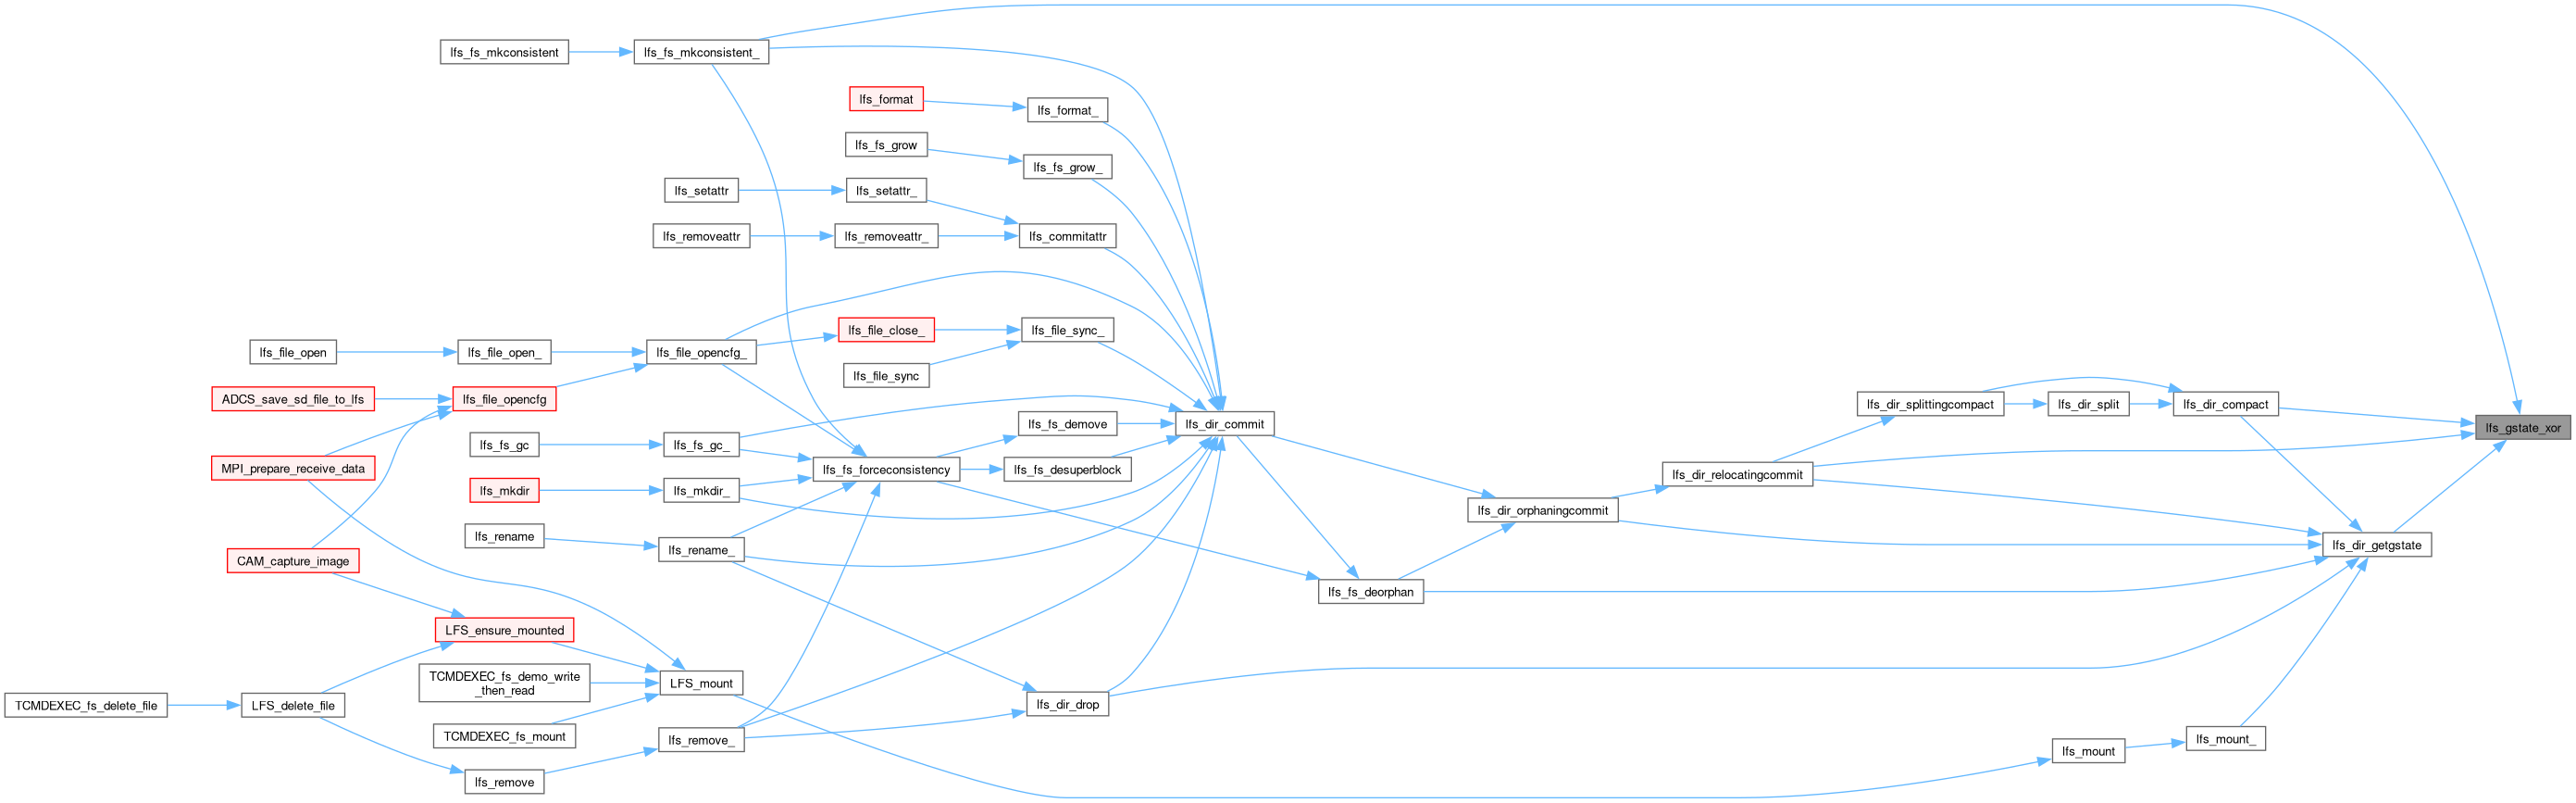 lfs_fs_mkconsistent
lfs_fs_mkconsistent_
lfs_format
lfs_format_
lfs_fs_grow
lfs_fs_grow_
lfs_setattr
lfs_setattr_
lfs_removeattr
lfs_removeattr_
lfs_commitattr
lfs_file_open
lfs_file_open_
lfs_file_opencfg_
lfs_file_close_
lfs_file_sync_
lfs_file_sync
ADCS_save_sd_file_to_lfs
lfs_file_opencfg
lfs_dir_splittingcompact
lfs_dir_split
lfs_dir_compact
lfs_gstate_xor
lfs_fs_demove
lfs_dir_commit
lfs_fs_gc
lfs_fs_gc_
MPI_prepare_receive_data
lfs_fs_forceconsistency
lfs_fs_desuperblock
lfs_dir_relocatingcommit
lfs_mkdir
lfs_mkdir_
lfs_dir_orphaningcommit
lfs_rename
lfs_rename_
lfs_dir_getgstate
CAM_capture_image
lfs_fs_deorphan
LFS_ensure_mounted
TCMDEXEC_fs_demo_write
_then_read
LFS_mount
TCMDEXEC_fs_delete_file
LFS_delete_file
lfs_dir_drop
TCMDEXEC_fs_mount
lfs_remove_
lfs_mount
lfs_mount_
lfs_remove